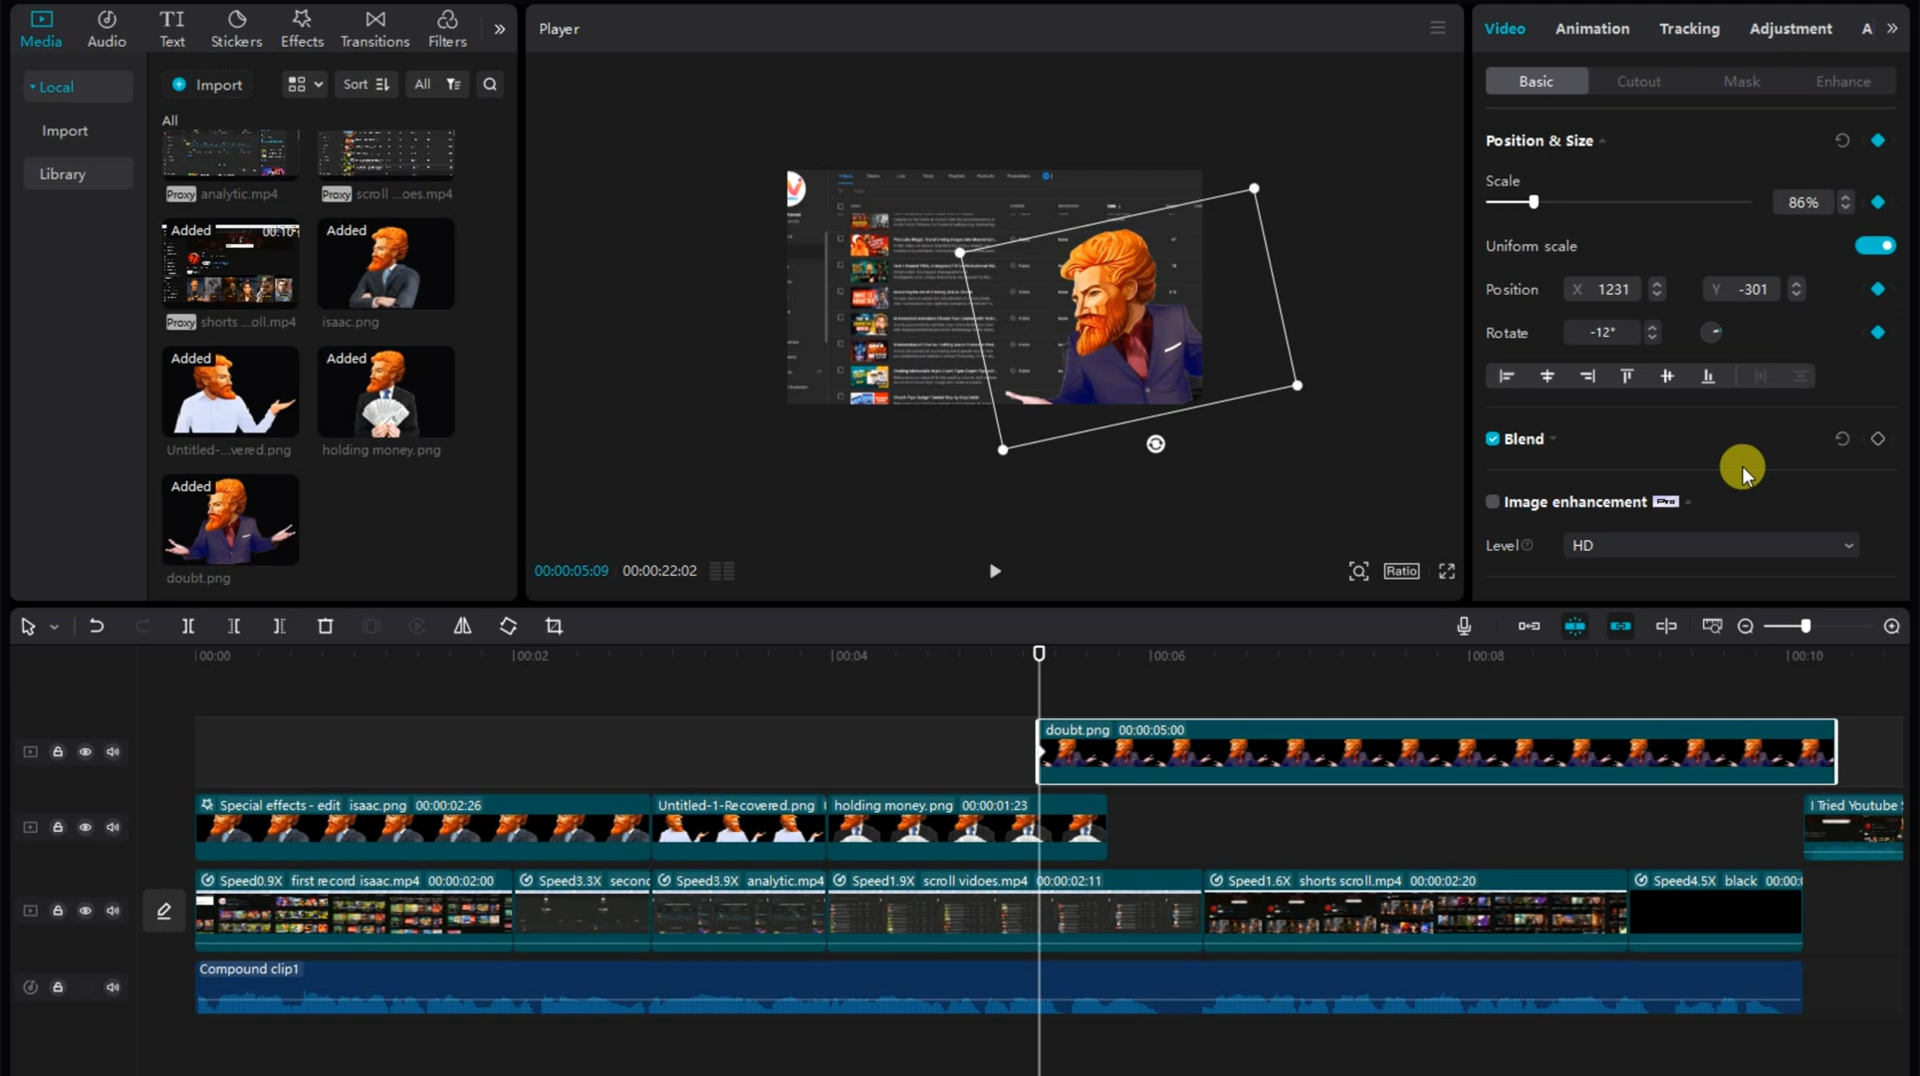 Media
Audio
TI
Text
Stickers
Effects
Transitions
Filters
Local
Import
Library
Import
Sort
All
All
Proxy analytic.mp4
Proxy scroll ...oes.mp4
Added 00:10
Proxy shorts ...oll.mp4
Added
isaac.png
Added
Untitled-...vered.png
Added
holding money.png
Added
doubt.png
Player
00:00:05:09 00:00:22:02
Ratio
Video
Animation
Tracking
Adjustment
A
Basic
Cutout
Mask
Enhance
Position & Size
Scale
86%
Uniform scale
Position X 1231 Y -301
Rotate -12°
Blend
Image enhancement Pro
Level HD
00:00
00:02
00:04
00:06
00:08
00:10
doubt.png 00:00:05:00
Special effects - edit isaac.png 00:00:02:26
Untitled-1-Recovered.png
holding money.png 00:00:01:23
I Tried Youtube
Speed0.9X first record isaac.mp4 00:00:02:00
Speed3.3X second
Speed3.9X analytic.mp4
Speed1.9X scroll vidoes.mp4 00:00:02:11
Speed1.6X shorts scroll.mp4 00:00:02:20
Speed4.5X black 00:00:
Compound clip1